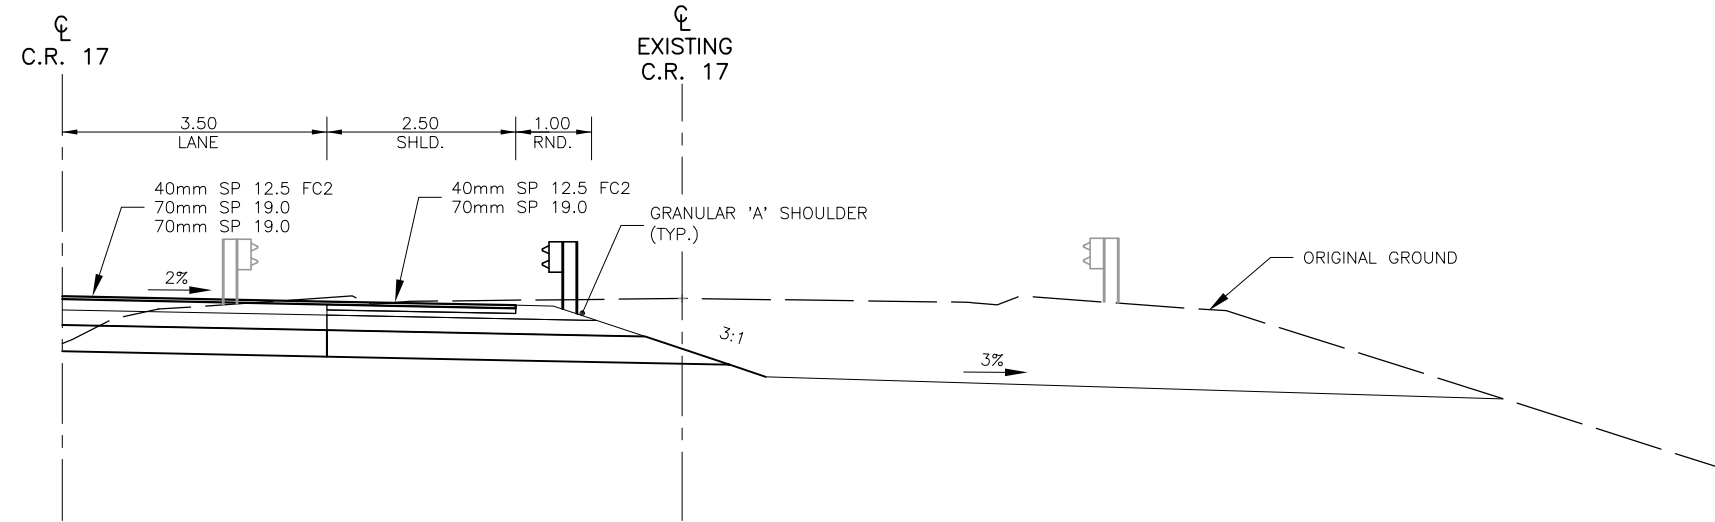 ℄
C.R. 17
℄
EXISTING
C.R. 17
3.50
LANE
2.50
SHLD.
1.00
RND.
40mm SP 12.5 FC2
70mm SP 19.0
70mm SP 19.0
40mm SP 12.5 FC2
70mm SP 19.0
GRANULAR 'A' SHOULDER
(TYP.)
ORIGINAL GROUND
2%
3:1
3%